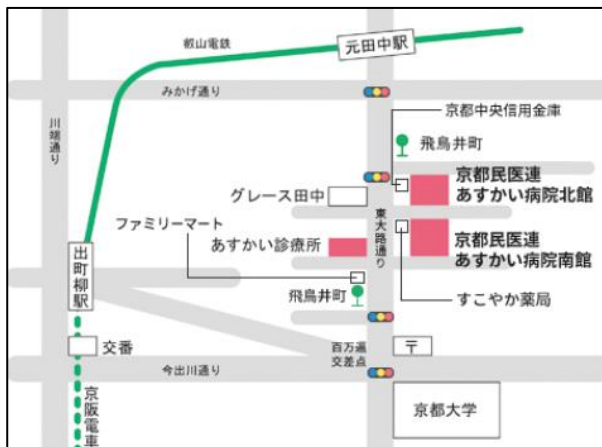 叡山電鉄
元田中駅
みかげ通り
川端通り
京都中央信用金庫
飛鳥井町
京都民医連
あすかい病院北館
グレース田中
東大路通り
ファミリーマート
あすかい診療所
京都民医連
あすかい病院南館
出町柳駅
飛鳥井町
すこやか薬局
交番
百万遍
交差点
〒
今出川通り
京阪電車
京都大学